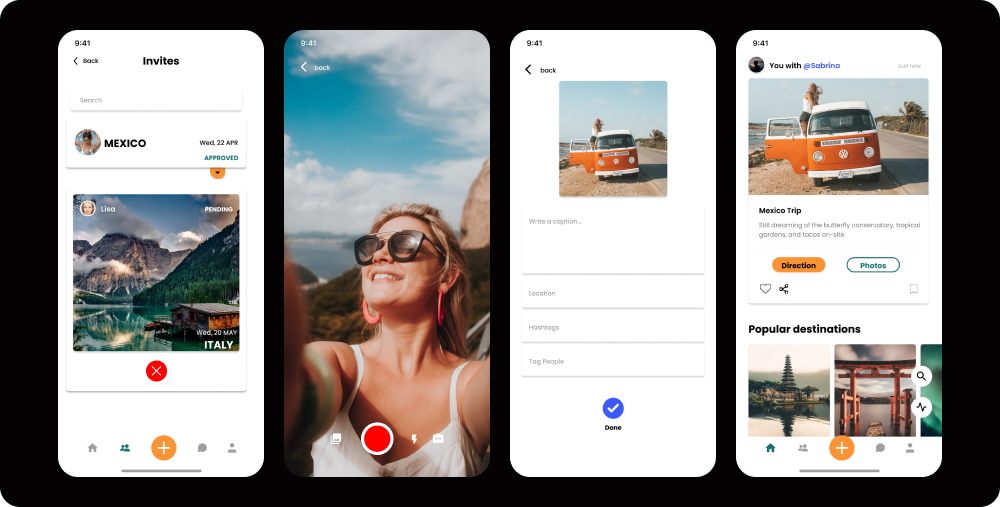 9:41
Back
Invites
Search
MEXICO
Wed, 22 APR
APPROVED
Lisa
PENDING
Wed, 20 MAY
ITALY
9:41
back
9:41
back
Write a caption...
Location
Hashtags
Tag People
Done
9:41
You with @Sabrina
Just now
Mexico Trip
Still dreaming of the butterfly conservatory, tropical
gardens, and tacos on-site
Direction
Photos
Popular destinations